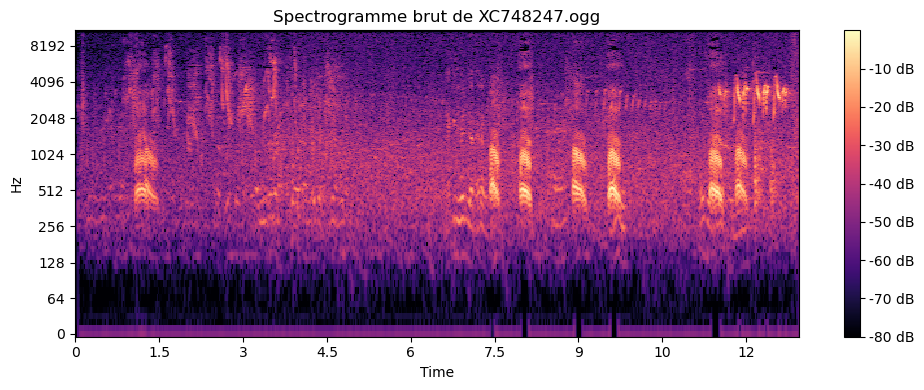 Spectrogramme brut de XC748247.ogg
8192
4096
2048
1024
512
256
128
64
0
Hz
0 1.5 3 4.5 6 7.5 9 10 12
Time
-10 dB
-20 dB
-30 dB
-40 dB
-50 dB
-60 dB
-70 dB
-80 dB